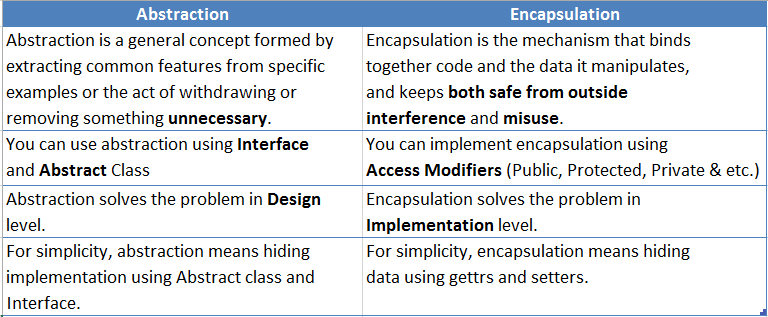 Abstraction
Encapsulation
Abstraction is a general concept formed by
extracting common features from specific
examples or the act of withdrawing or
removing something unnecessary.
Encapsulation is the mechanism that binds
together code and the data it manipulates,
and keeps both safe from outside
interference and misuse.
You can use abstraction using Interface
and Abstract Class
You can implement encapsulation using
Access Modifiers (Public, Protected, Private & etc.)
Abstraction solves the problem in Design
level.
Encapsulation solves the problem in
Implementation level.
For simplicity, abstraction means hiding
implementation using Abstract class and
Interface.
For simplicity, encapsulation means hiding
data using gettrs and setters.